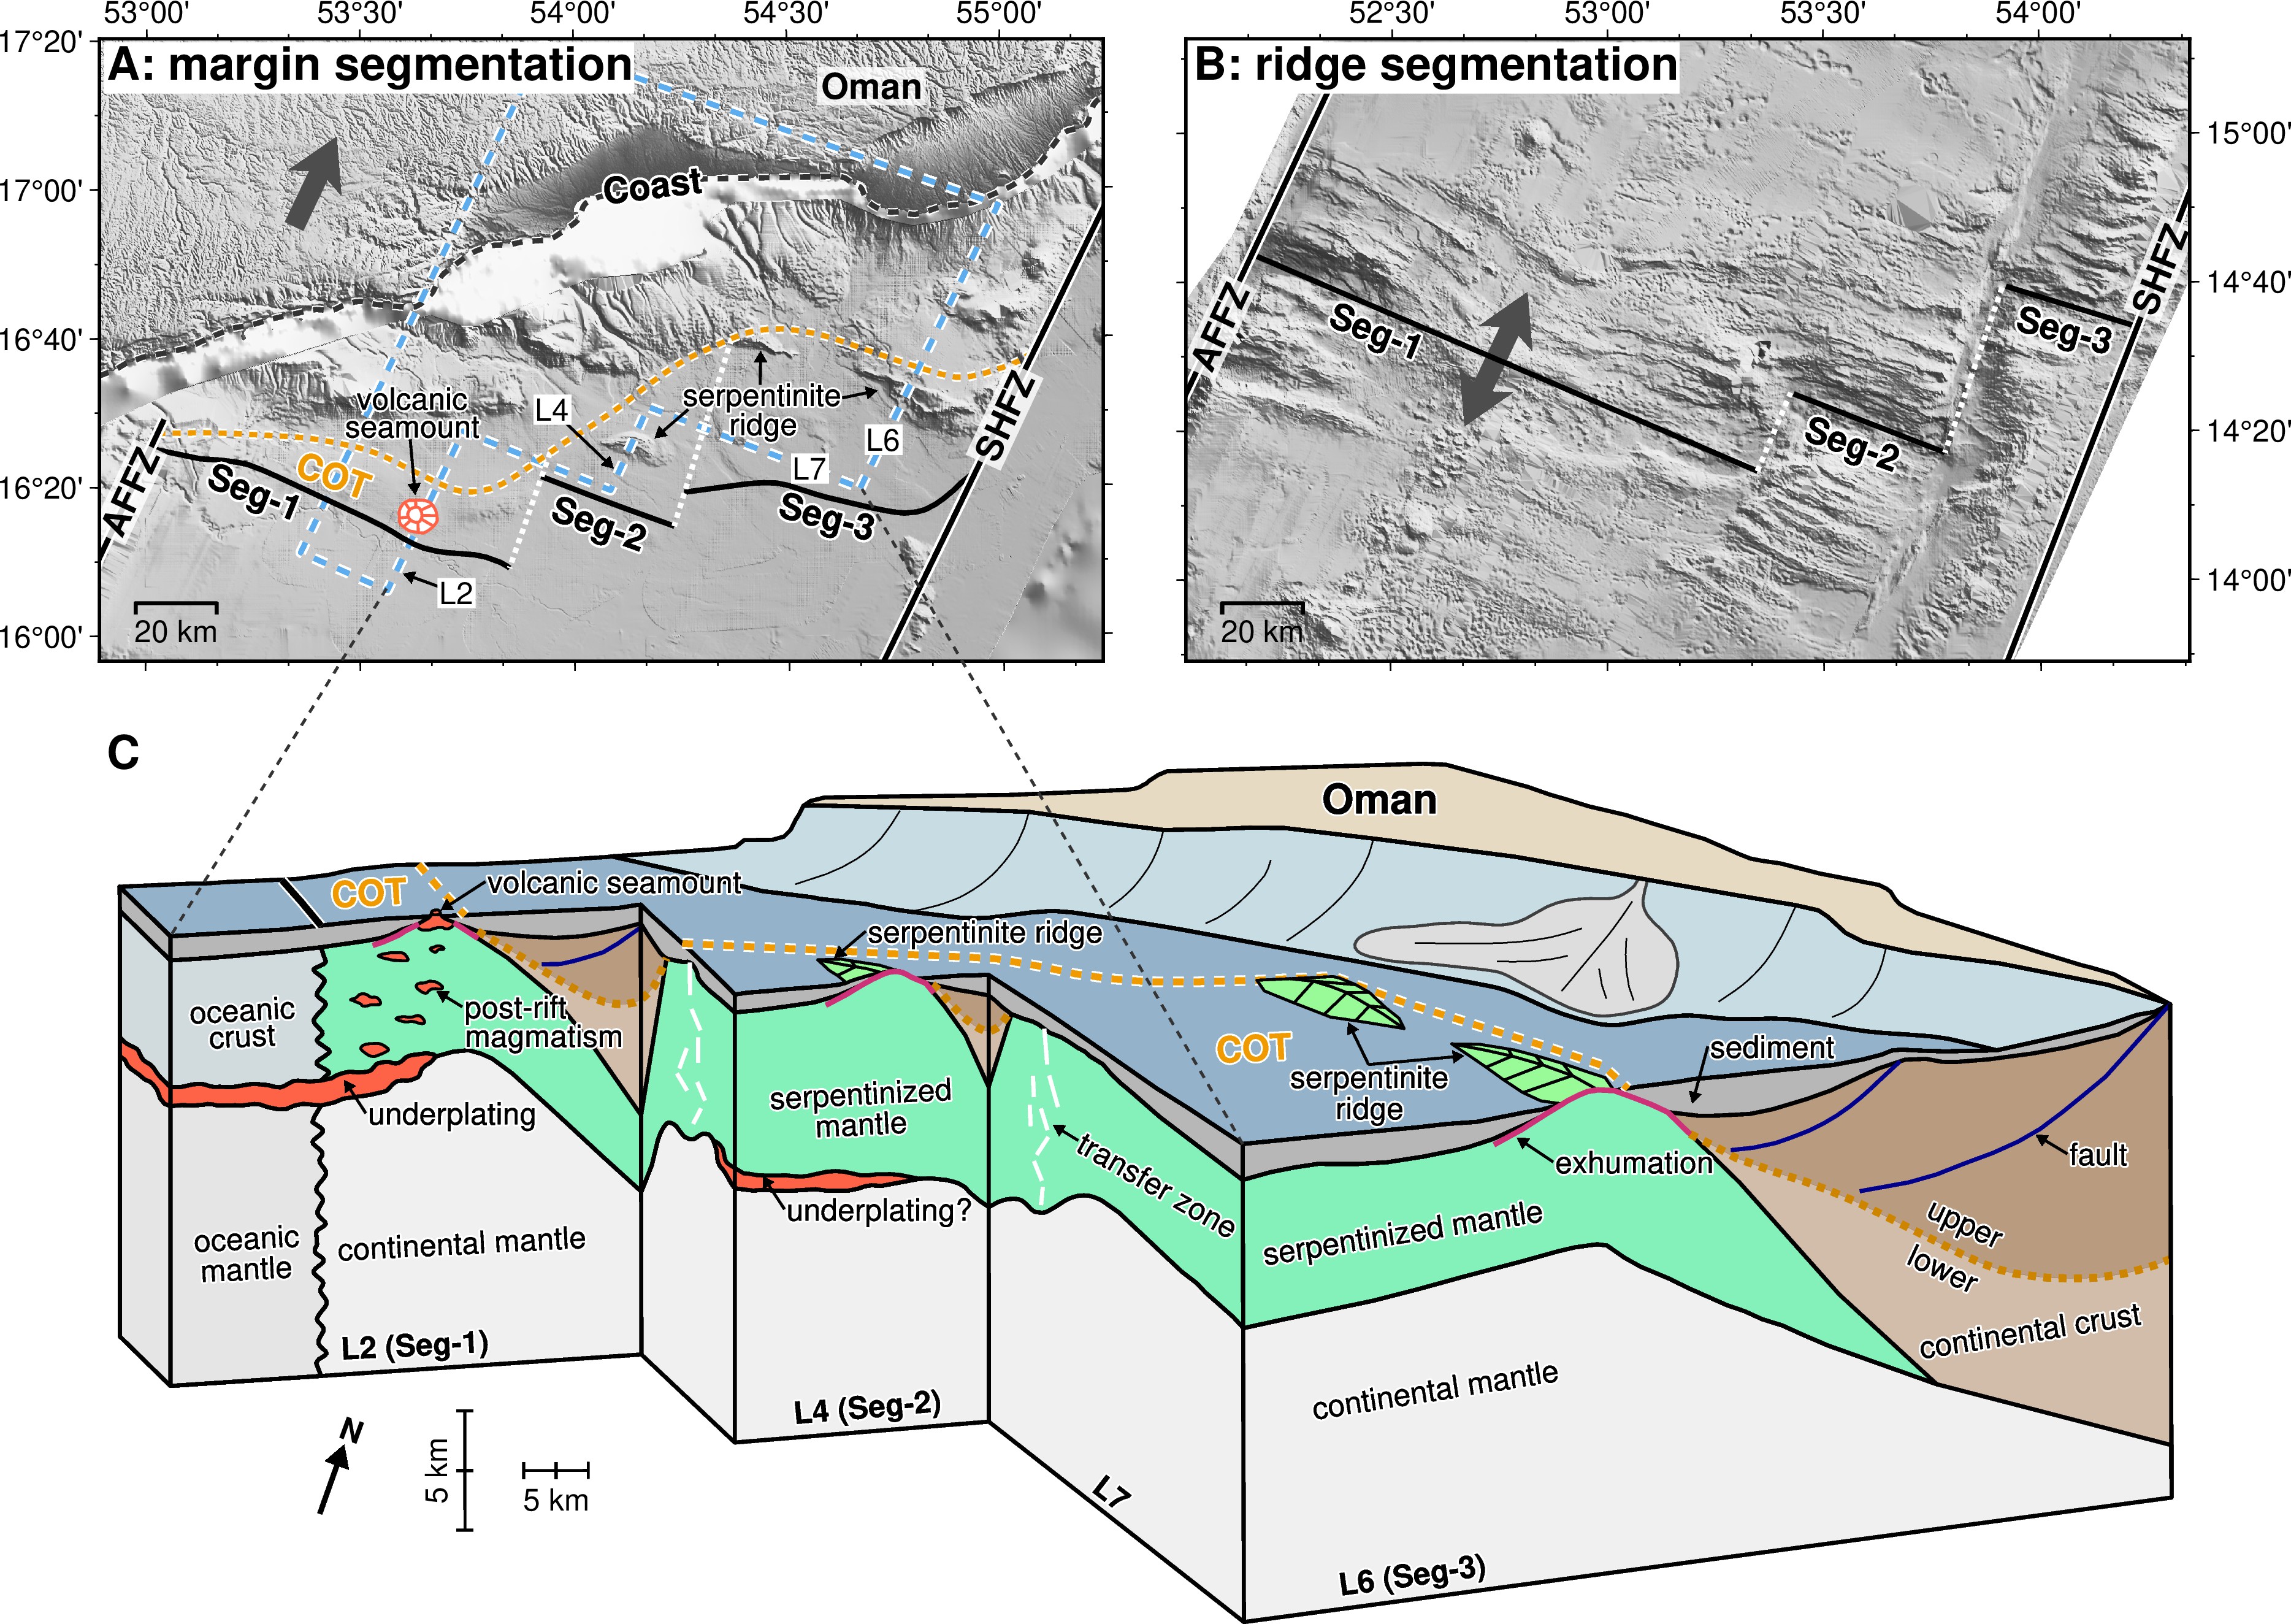 53°00' 53°30' 54°00' 54°30' 55°00'
52°30' 53°00' 53°30' 54°00'
17°20'
17°00'
16°40'
16°20'
16°00'
A: margin segmentation
Oman
Coast
volcanic
seamount
L4
serpentinite
ridge
L6
L7
SHFZ
COT
AFFZ
Seg-1
Seg-2
Seg-3
L2
20 km
B: ridge segmentation
15°00'
14°40'
14°20'
14°00'
AFFZ
Seg-1
Seg-2
Seg-3
SHFZ
20 km
C
Oman
COT
volcanic seamount
serpentinite ridge
oceanic
crust
post-rift
magmatism
underplating
oceanic
mantle
continental mantle
L2 (Seg-1)
serpentinized
mantle
underplating?
L4 (Seg-2)
transfer zone
L7
COT
serpentinite
ridge
sediment
exhumation
fault
serpentinized mantle
upper
lower
continental crust
continental mantle
L6 (Seg-3)
N
5 km
5 km